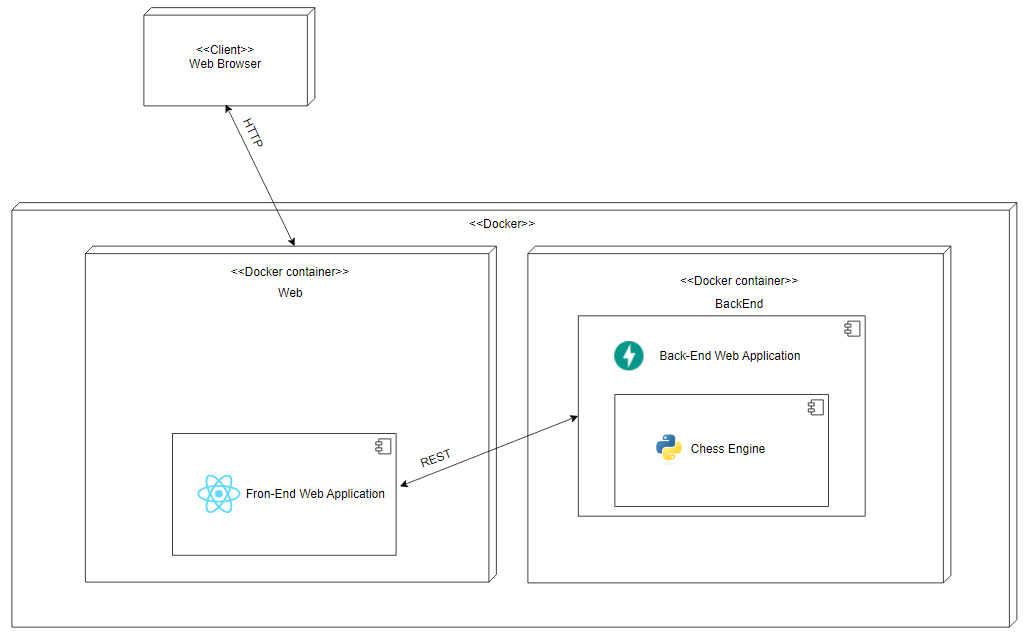 <<Client>>
Web Browser
HTTP
<<Docker>>
<<Docker container>>
Web
<<Docker container>>
BackEnd
Back-End Web Application
Chess Engine
REST
Fron-End Web Application